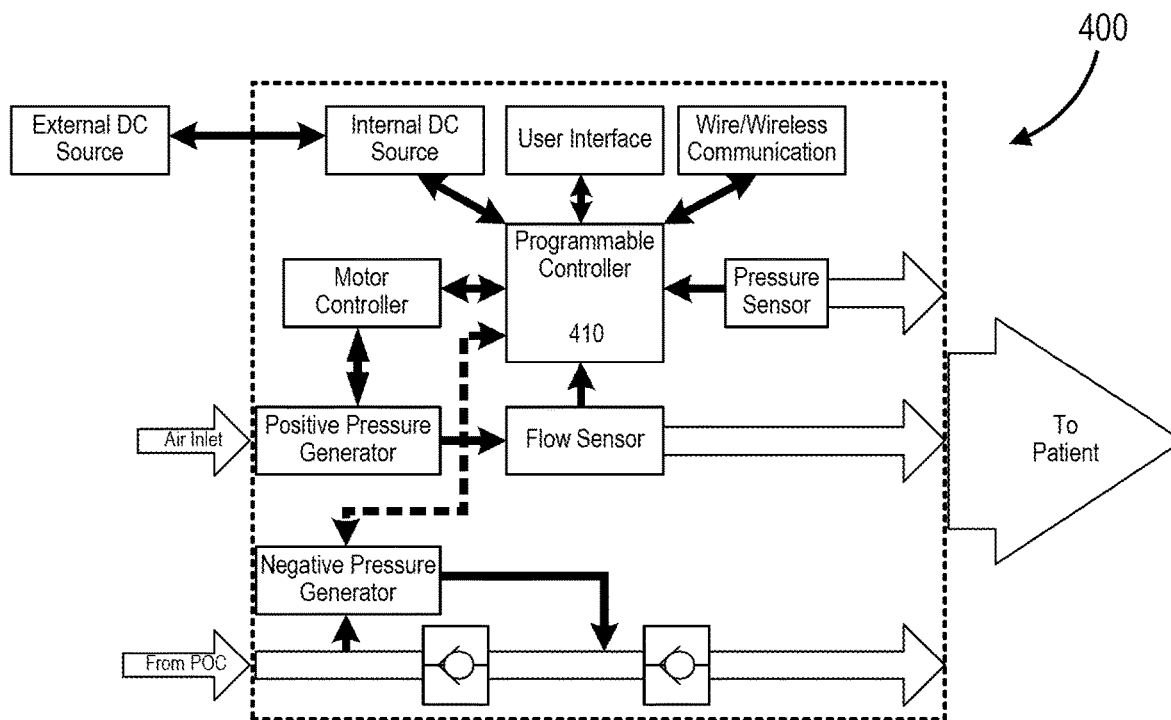 400
External DC
Source
Internal DC
Source
User Interface
Wire/Wireless
Communication
Programmable
Controller
410
Motor
Controller
Pressure
Sensor
Air Inlet
Positive Pressure
Generator
Flow Sensor
To
Patient
Negative Pressure
Generator
From POC